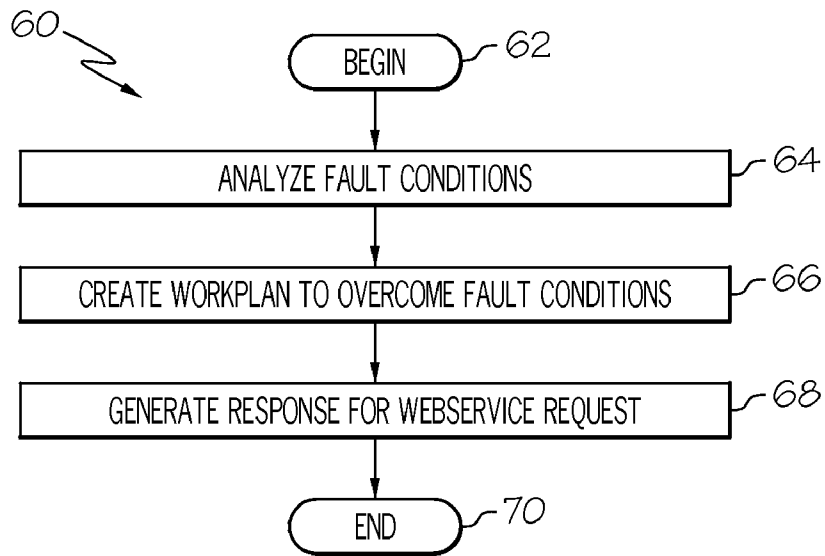 60
BEGIN
62
ANALYZE FAULT CONDITIONS
64
CREATE WORKPLAN TO OVERCOME FAULT CONDITIONS
66
GENERATE RESPONSE FOR WEBSERVICE REQUEST
68
END
70